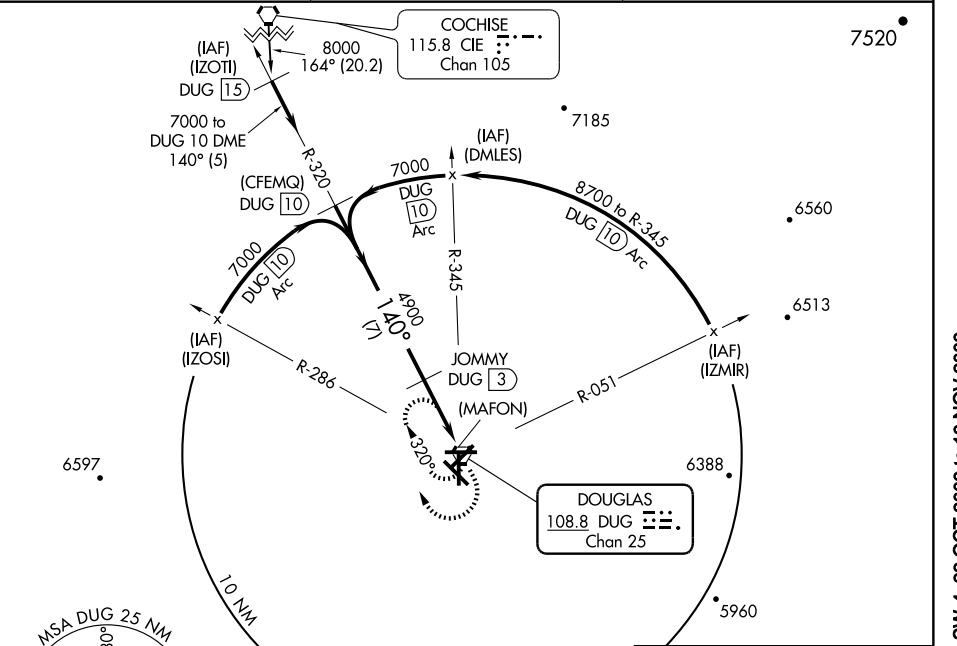 COCHISE
115.8 CIE
Chan 105
7520
(IAF)
(IZOTI)
DUG 15
8000
164° (20.2)
7000 to
DUG 10 DME
140° (5)
7185
R-320
(IAF)
(DMLES)
(CFEMQ)
DUG 10
7000
DUG
10
Arc
8700 to R-345
DUG 10 Arc
6560
7000
DUG 10
Arc
R-345
6513
4900
140°
(7)
(IAF)
(IZOSI)
(IAF)
(IZMIR)
R-286
JOMMY
DUG 3
R-051
(MAFON)
320°
6597
6388
DOUGLAS
108.8 DUG
Chan 25
10 NM
5960
MSA DUG 25 NM